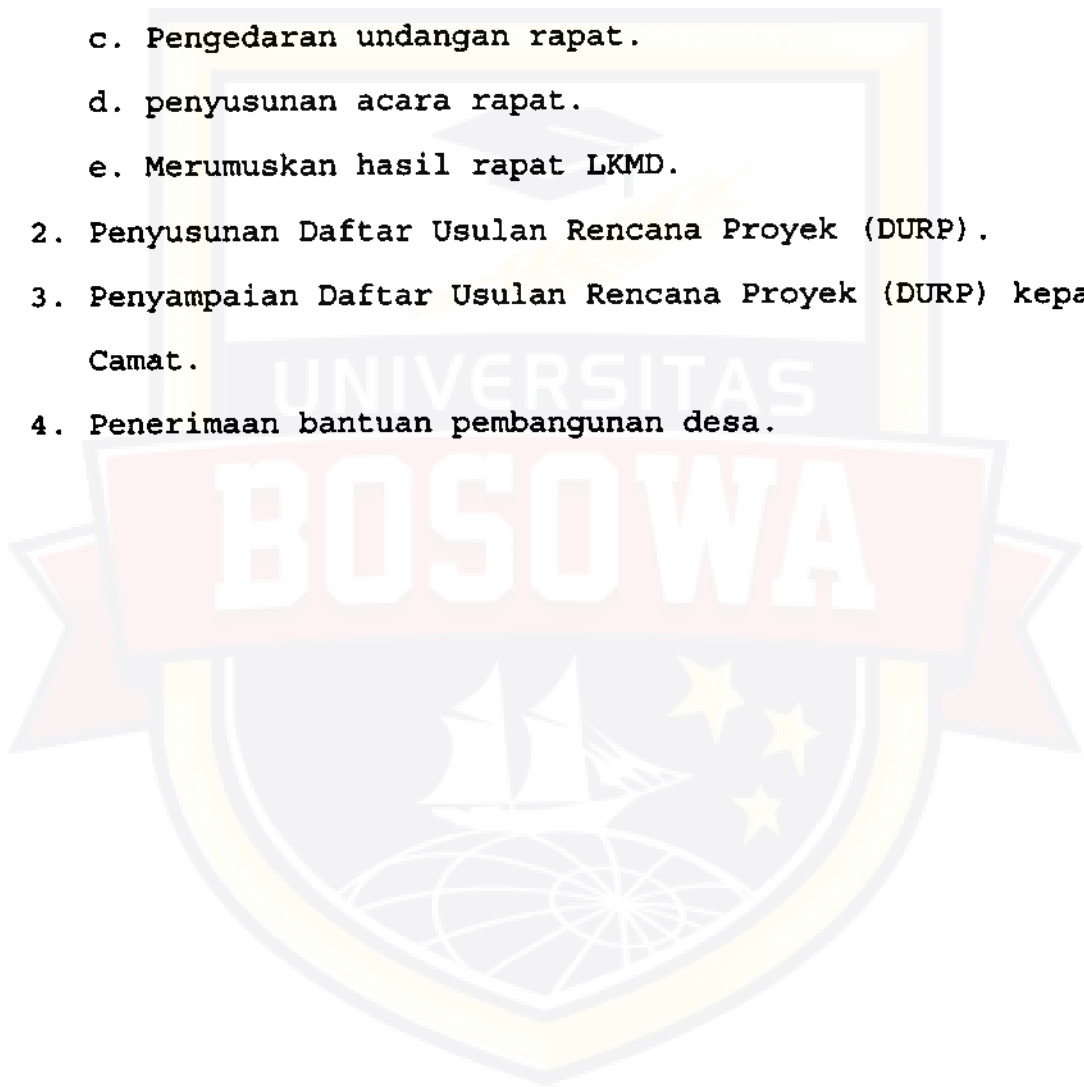 c. Pengedaran undangan rapat.
d. penyusunan acara rapat.
e. Merumuskan hasil rapat LKMD.
2. Penyusunan Daftar Usulan Rencana Proyek (DURP).
3. Penyampaian Daftar Usulan Rencana Proyek (DURP) kepa
Camat.
UNIVERSITAS
4. Penerimaan bantuan pembangunan desa.
BOSOWA